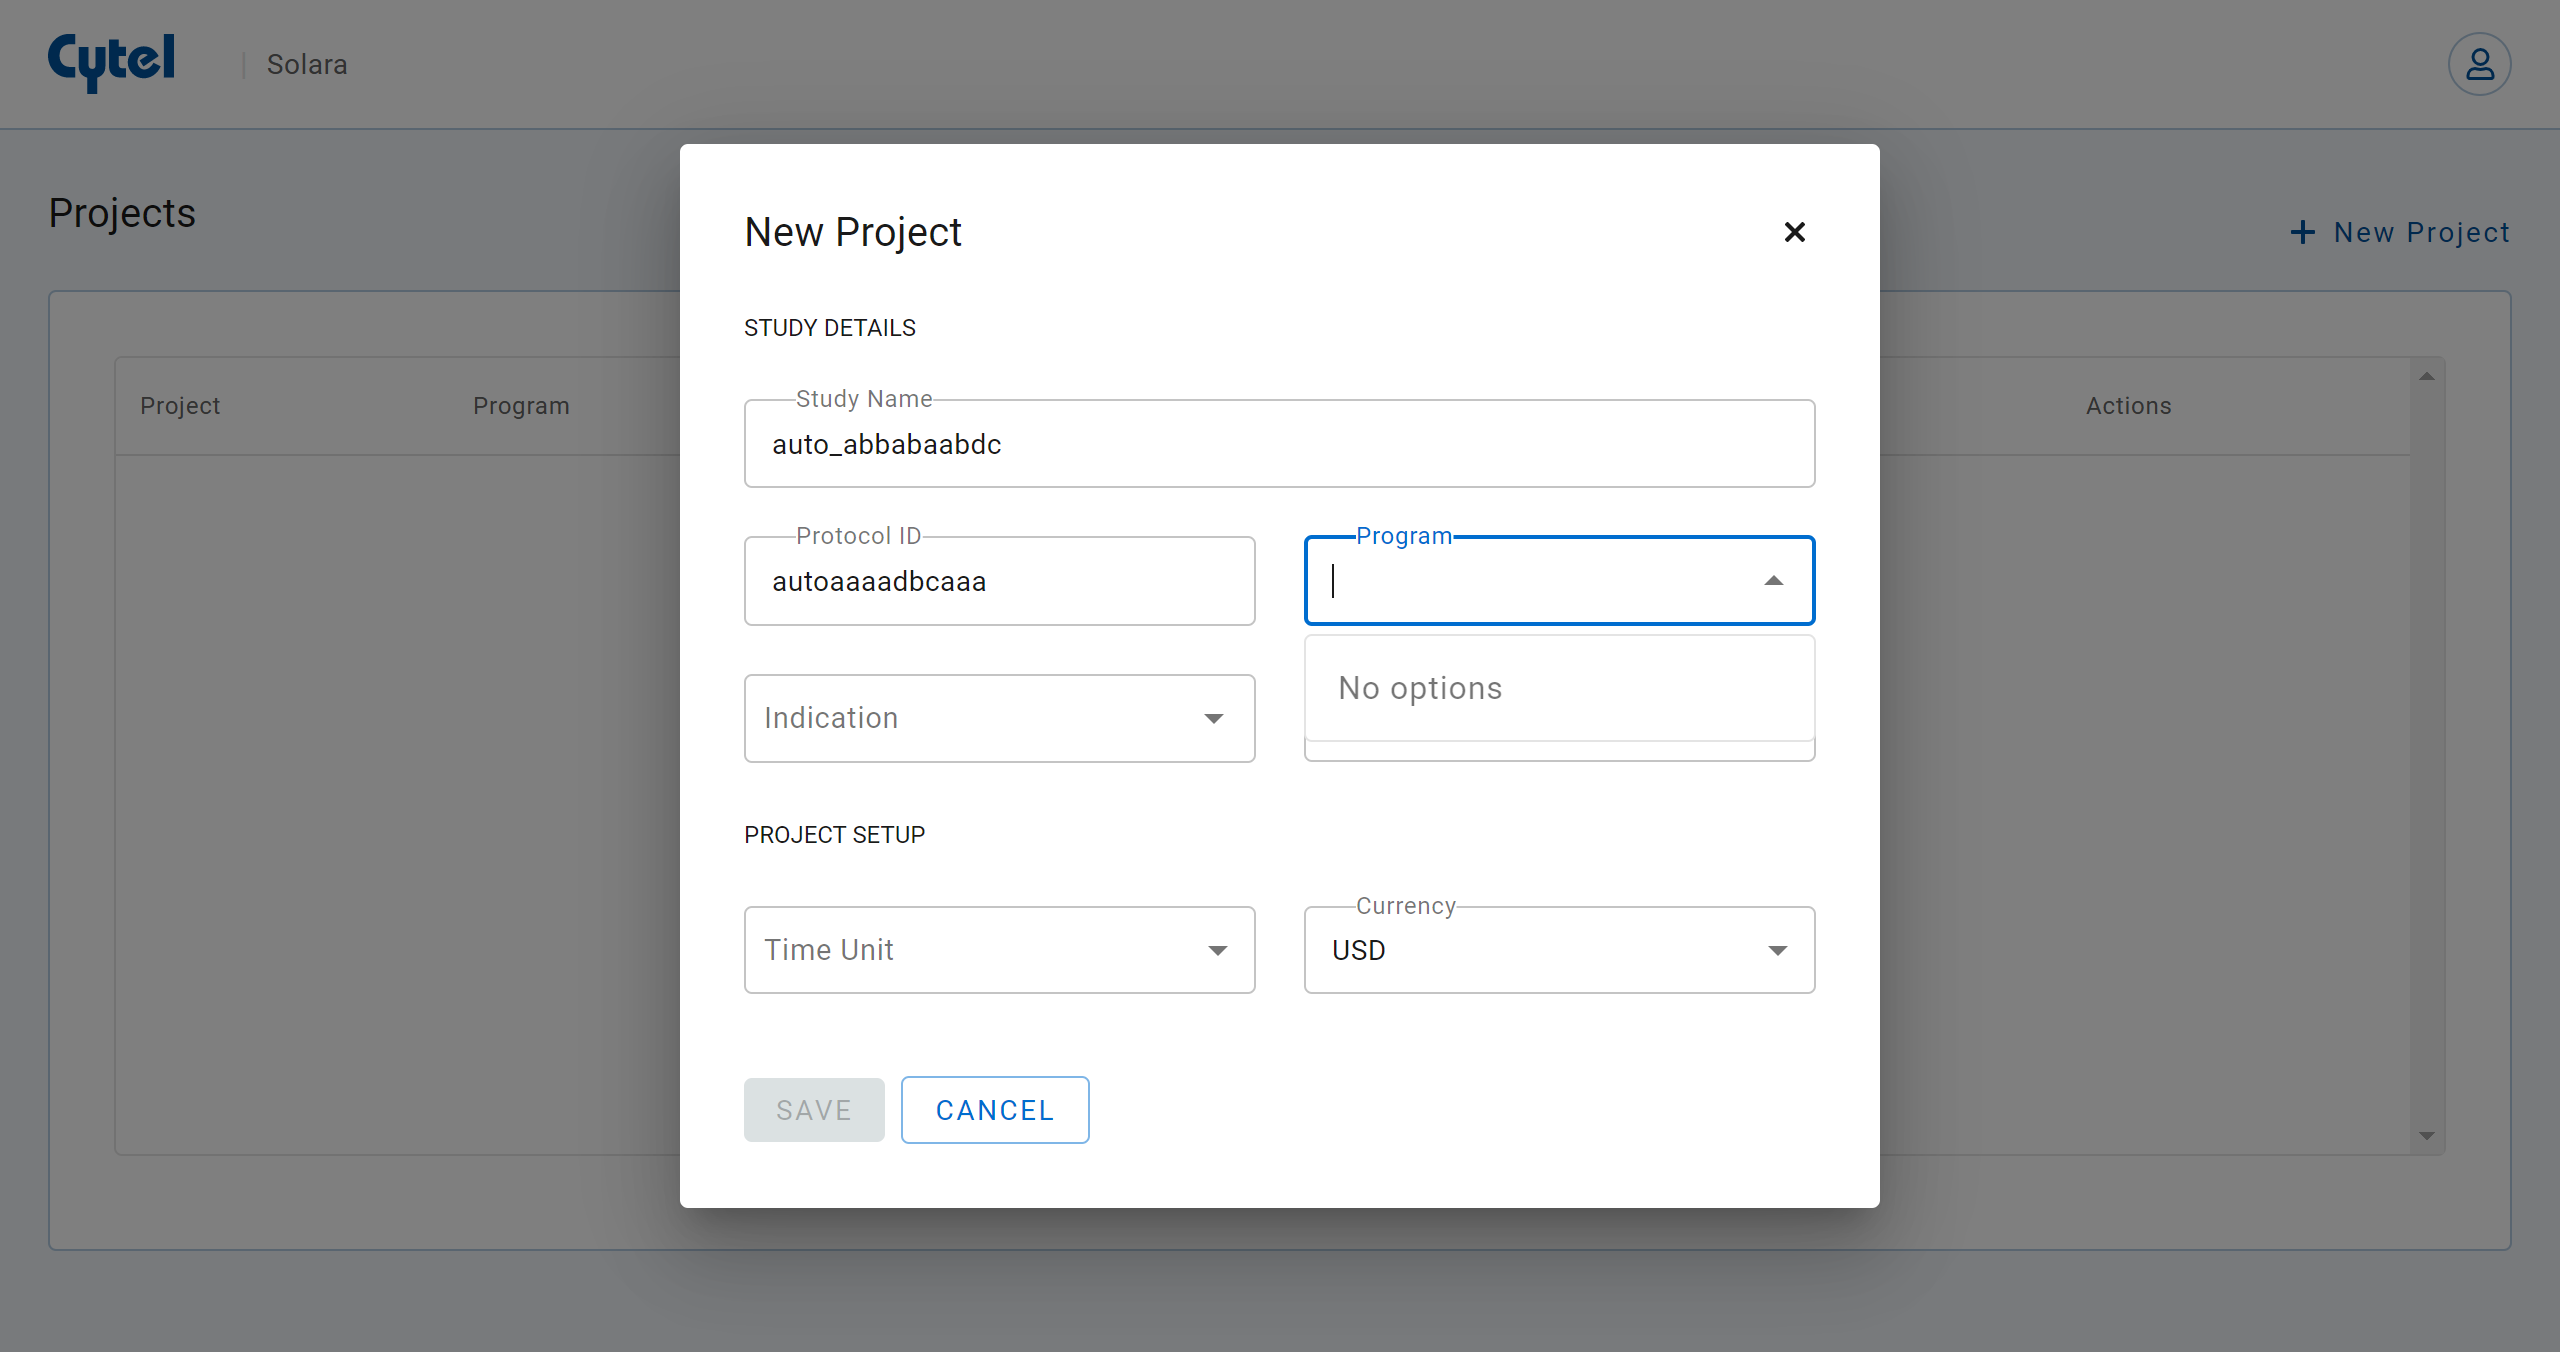 Cytel | Solara
Projects
+ New Project
Project Program Actions
New Project
STUDY DETAILS
Study Name
auto_abbabaabdc
Protocol ID
autoaaaadbcaaa
Program
No options
Indication
PROJECT SETUP
Time Unit
Currency
USD
SAVE CANCEL